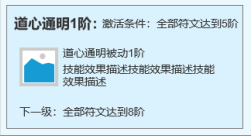 道心通明1阶：激活条件：全部符文达到5阶
道心通明被动1阶
技能效果描述技能效果描述技能
效果描述
下一级：全部符文达到8阶